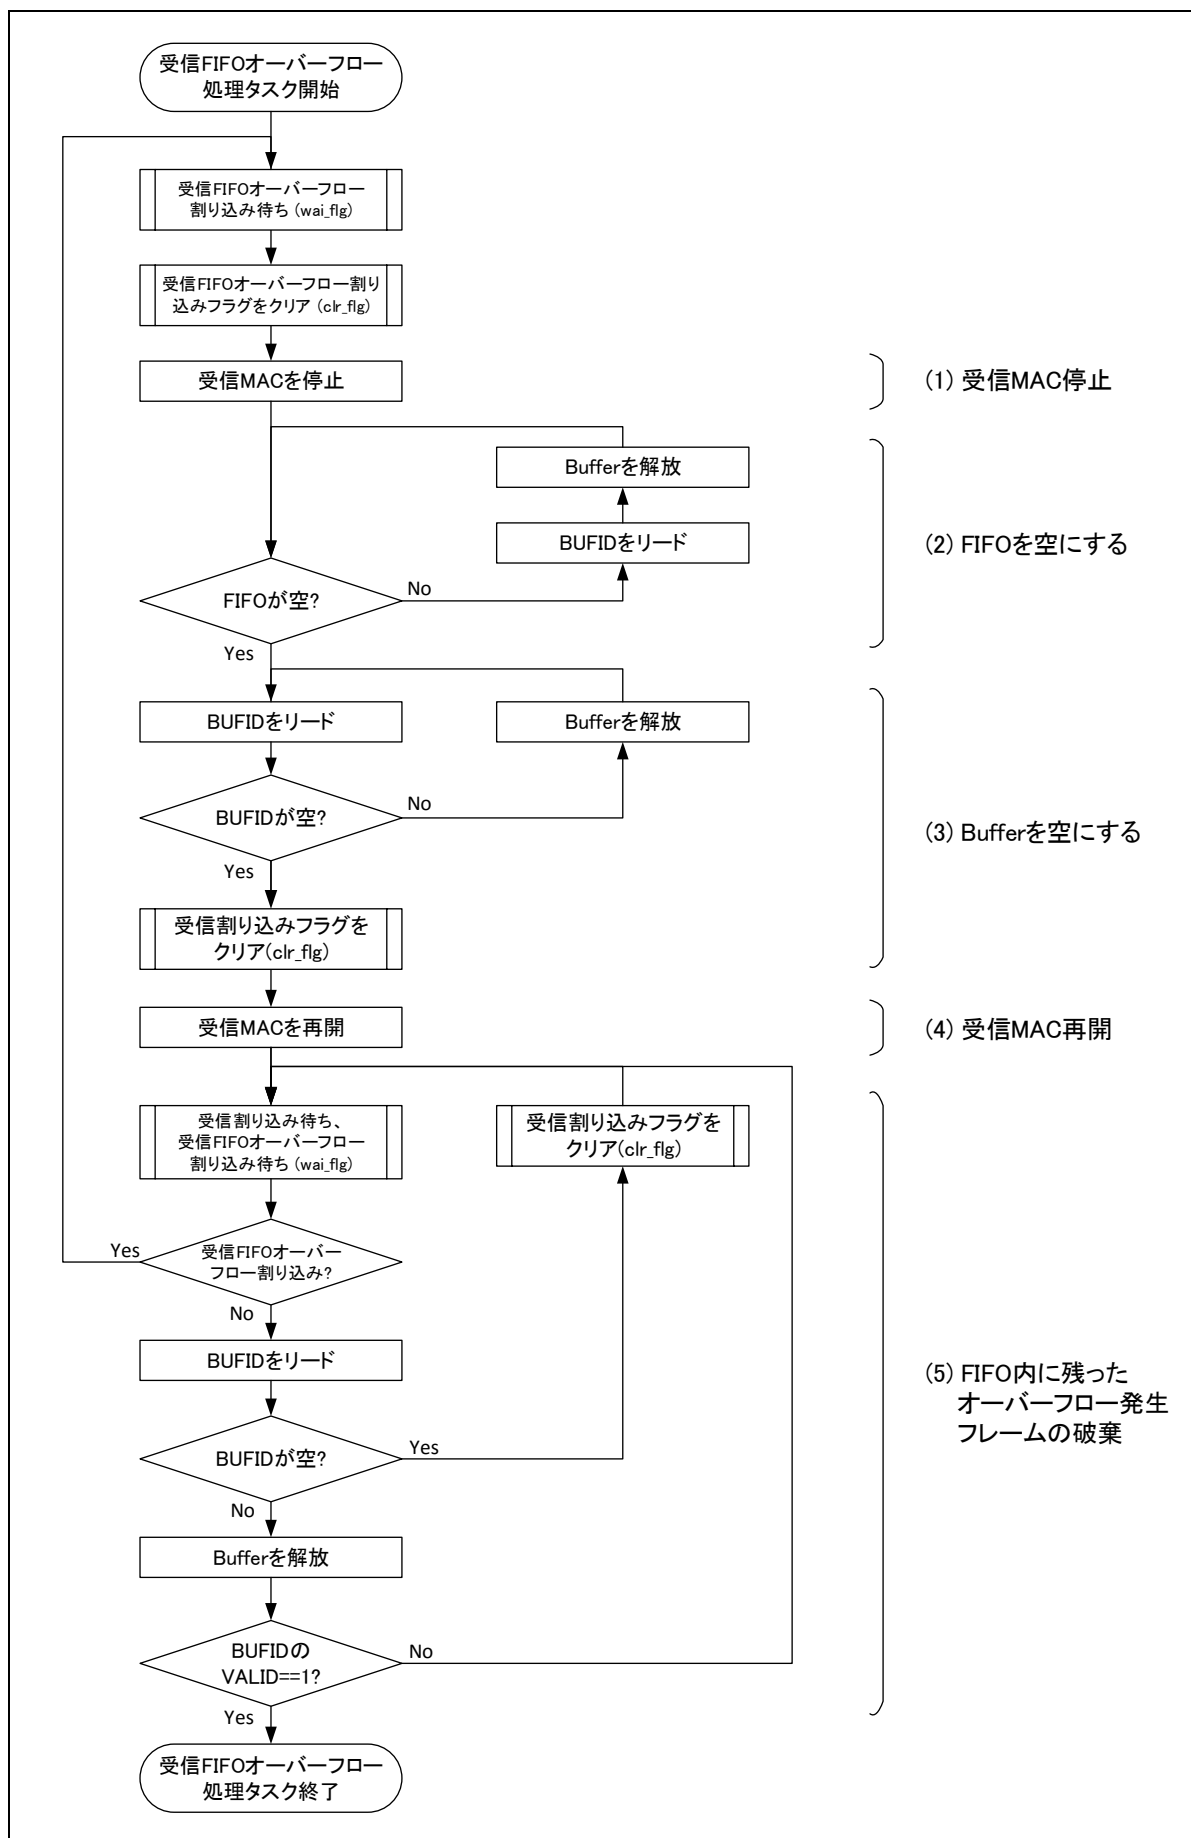 受信FIFOオーバーフロー
処理タスク開始
受信FIFOオーバーフロー
割り込み待ち (wai_flg)
受信FIFOオーバーフロー割り
込みフラグをクリア (clr_flg)
受信MACを停止
(1) 受信MAC停止
Bufferを解放
BUFIDをリード
(2) FIFOを空にする
FIFOが空?
No
Yes
BUFIDをリード
Bufferを解放
BUFIDが空?
No
(3) Bufferを空にする
Yes
受信割り込みフラグを
クリア(clr_flg)
受信MACを再開
(4) 受信MAC再開
受信割り込み待ち、
受信FIFOオーバーフロー
割り込み待ち (wai_flg)
受信割り込みフラグを
クリア(clr_flg)
Yes
受信FIFOオーバー
フロー割り込み?
No
BUFIDをリード
(5) FIFO内に残った
オーバーフロー発生
フレームの破棄
BUFIDが空?
Yes
No
Bufferを解放
BUFIDの
VALID==1?
No
Yes
受信FIFOオーバーフロー
処理タスク終了